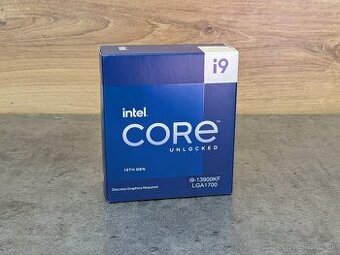 i9
intel.
CORE
UNLOCKED
13TH GEN
i9-13900KF
Discrete Graphics Required
LGA1700